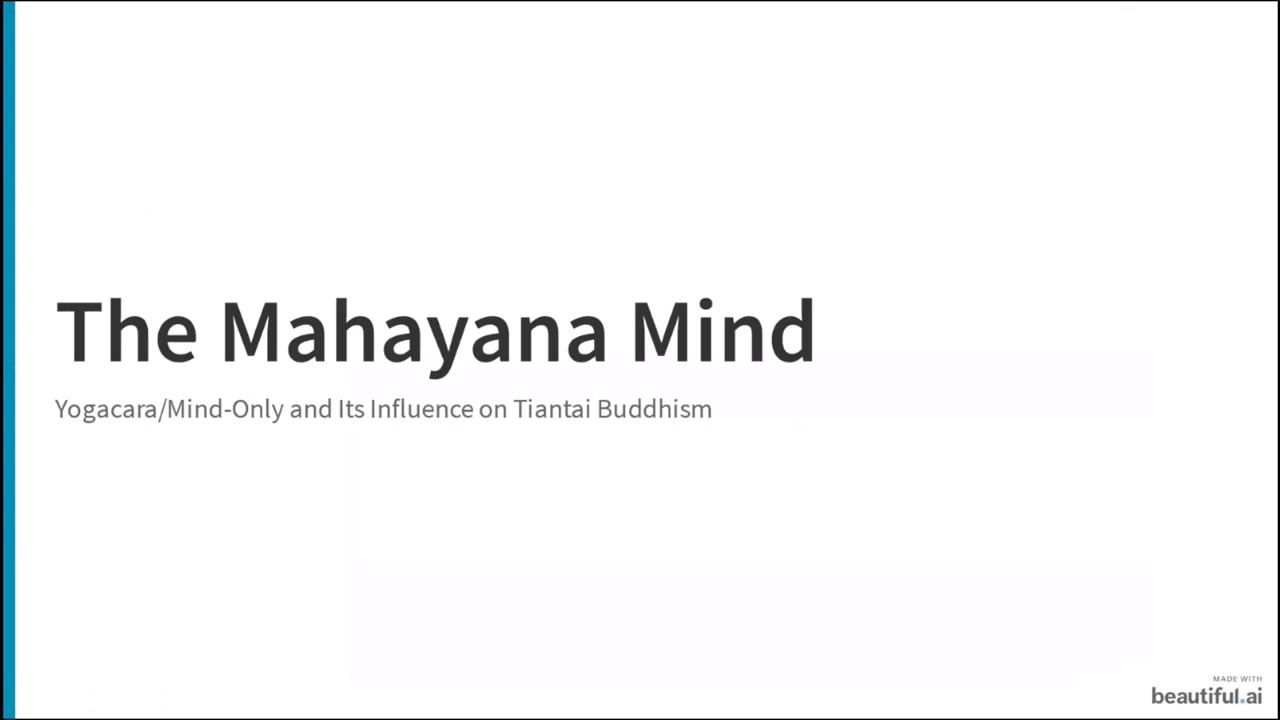 The Mahayana Mind
Yogacara/Mind-Only and Its Influence on Tiantai Buddhism
MADE WITH
beautiful.ai